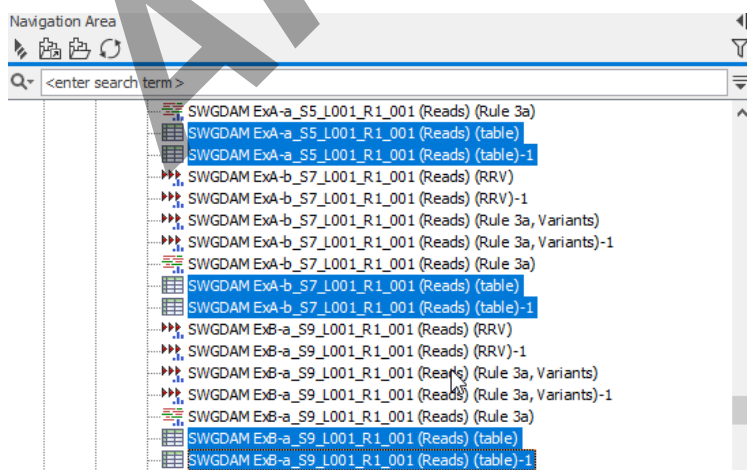 Navigation Area
<enter search term>
SWGDAM ExA-a_S5_L001_R1_001 (Reads) (Rule 3a)
SWGDAM ExA-a_S5_L001_R1_001 (Reads) (table)
SWGDAM ExA-a_S5_L001_R1_001 (Reads) (table)-1
SWGDAM ExA-b_S7_L001_R1_001 (Reads) (RRV)
SWGDAM ExA-b_S7_L001_R1_001 (Reads) (RRV)-1
SWGDAM ExA-b_S7_L001_R1_001 (Reads) (Rule 3a, Variants)
SWGDAM ExA-b_S7_L001_R1_001 (Reads) (Rule 3a, Variants)-1
SWGDAM ExA-b_S7_L001_R1_001 (Reads) (Rule 3a)
SWGDAM ExA-b_S7_L001_R1_001 (Reads) (table)
SWGDAM ExA-b_S7_L001_R1_001 (Reads) (table)-1
SWGDAM ExB-a_S9_L001_R1_001 (Reads) (RRV)
SWGDAM ExB-a_S9_L001_R1_001 (Reads) (RRV)-1
SWGDAM ExB-a_S9_L001_R1_001 (Reads) (Rule 3a, Variants)
SWGDAM ExB-a_S9_L001_R1_001 (Reads) (Rule 3a, Variants)-1
SWGDAM ExB-a_S9_L001_R1_001 (Reads) (Rule 3a)
SWGDAM ExB-a_S9_L001_R1_001 (Reads) (table)
SWGDAM ExB-a_S9_L001_R1_001 (Reads) (table)-1